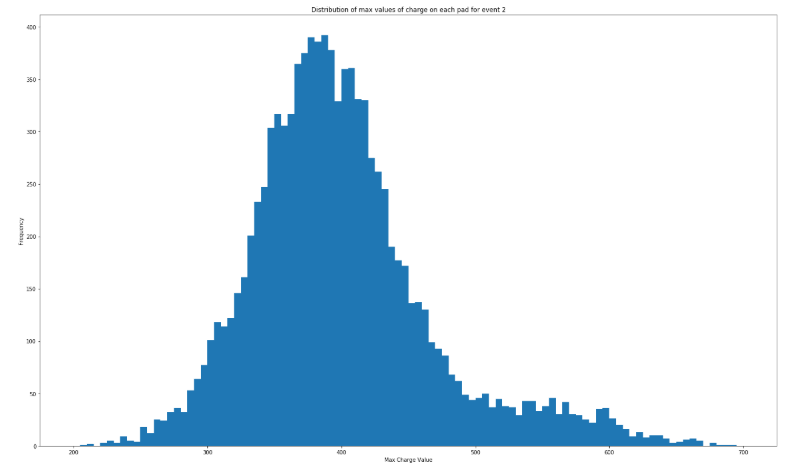 Distribution of max values of charge on each pad for event 2
400
350
300
250
200
150
100
50
0
Frequency
200 300 400 500 600 700
Max Charge Value